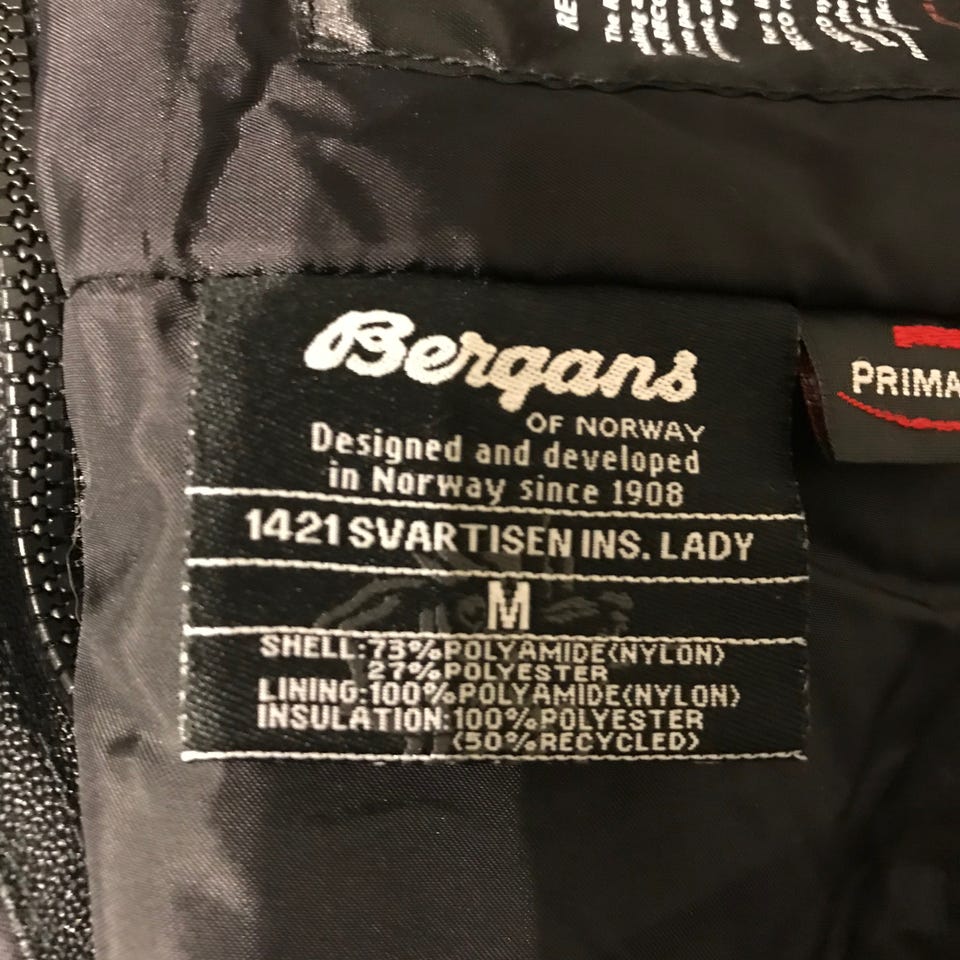 Bergans
OF NORWAY
Designed and developed
in Norway since 1908
1421 SVARTISEN INS. LADY
M
SHELL:73%POLYAMIDE(NYLON)
27%POLYESTER
LINING:100%POLYAMIDE(NYLON)
INSULATION:100%POLYESTER
(50%RECYCLED)
PRIMA